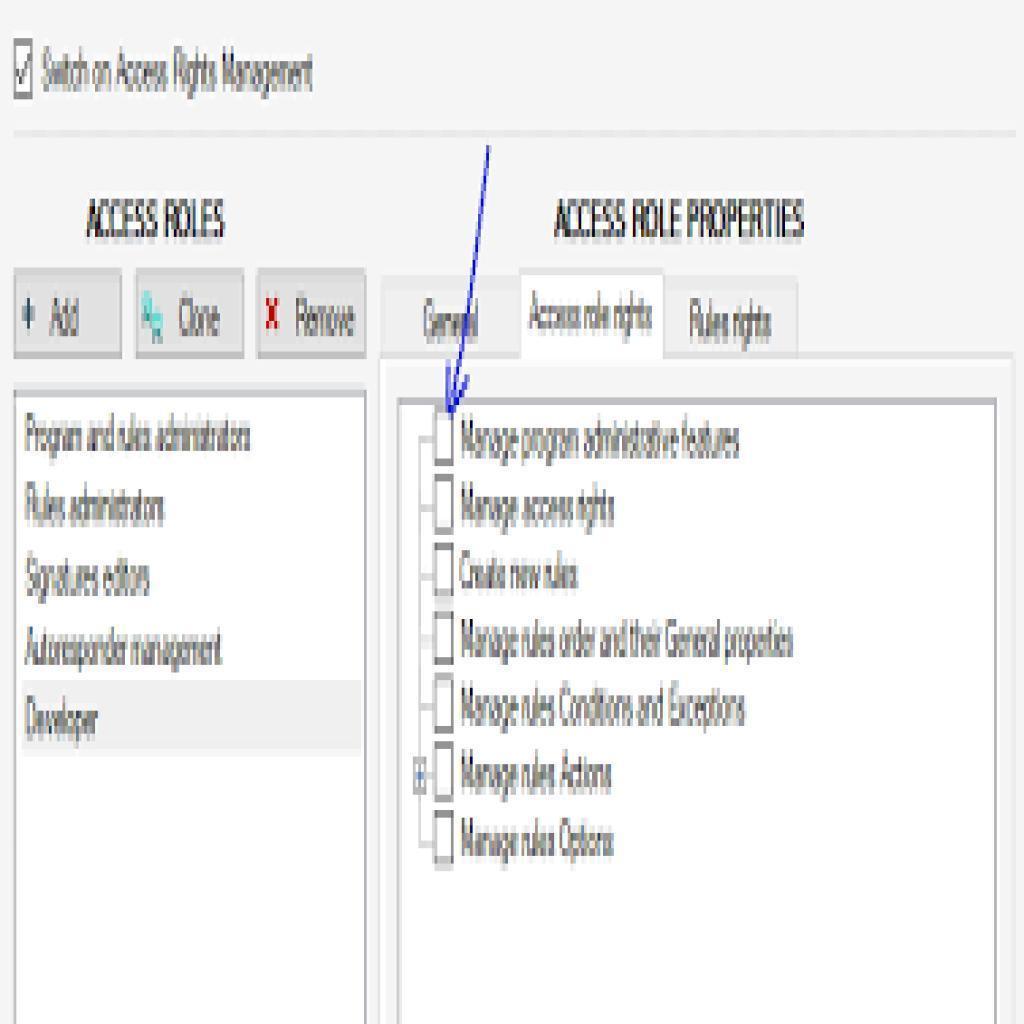 Switch on Access Rights Management
ACCESS ROLES
ACCESS ROLE PROPERTIES
Add
Clone
Remove
General
Access role rights
Rules rights
Program and rules administrators
Rules administrators
Signatures editors
Autoresponder management
Developer
Manage program administrative features
Manage access rights
Create new rules
Manage rules order and their General properties
Manage rules Conditions and Exceptions
Manage rules Actions
Manage rules Options